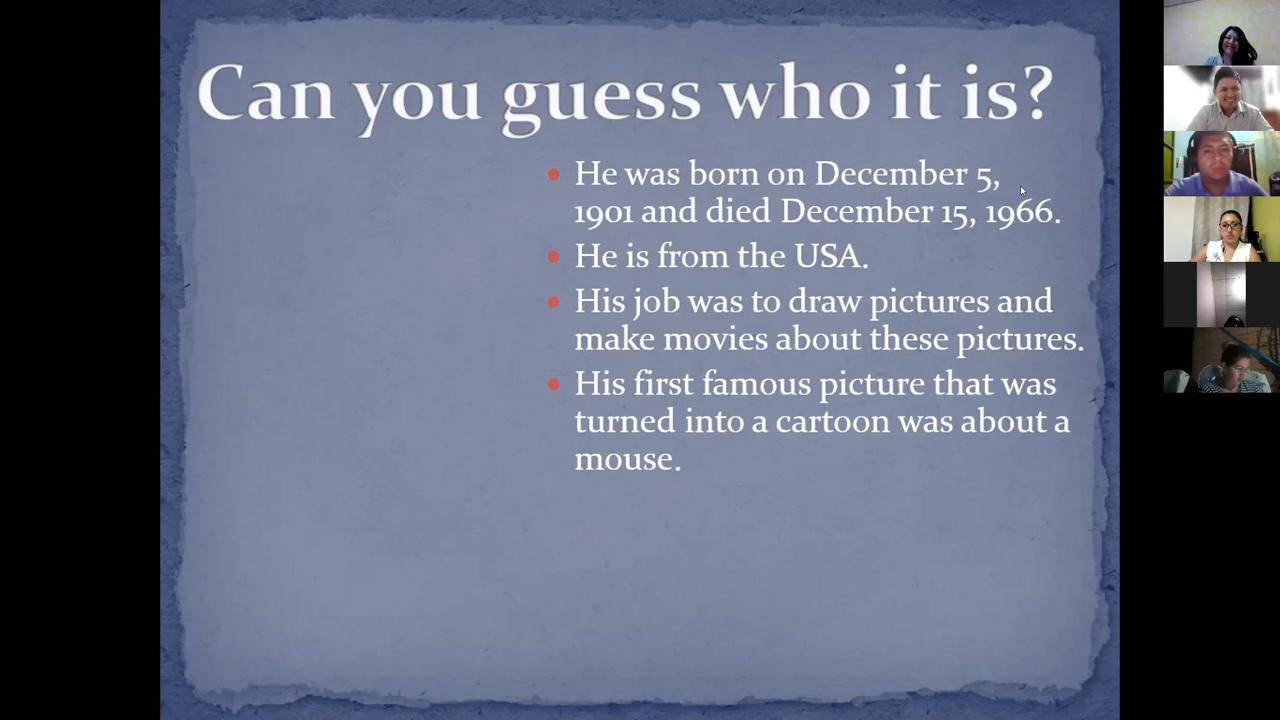 Can you guess who it is?
He was born on December 5,
1901 and died December 15, 1966.
He is from the USA.
His job was to draw pictures and
make movies about these pictures.
His first famous picture that was
turned into a cartoon was about a
mouse.